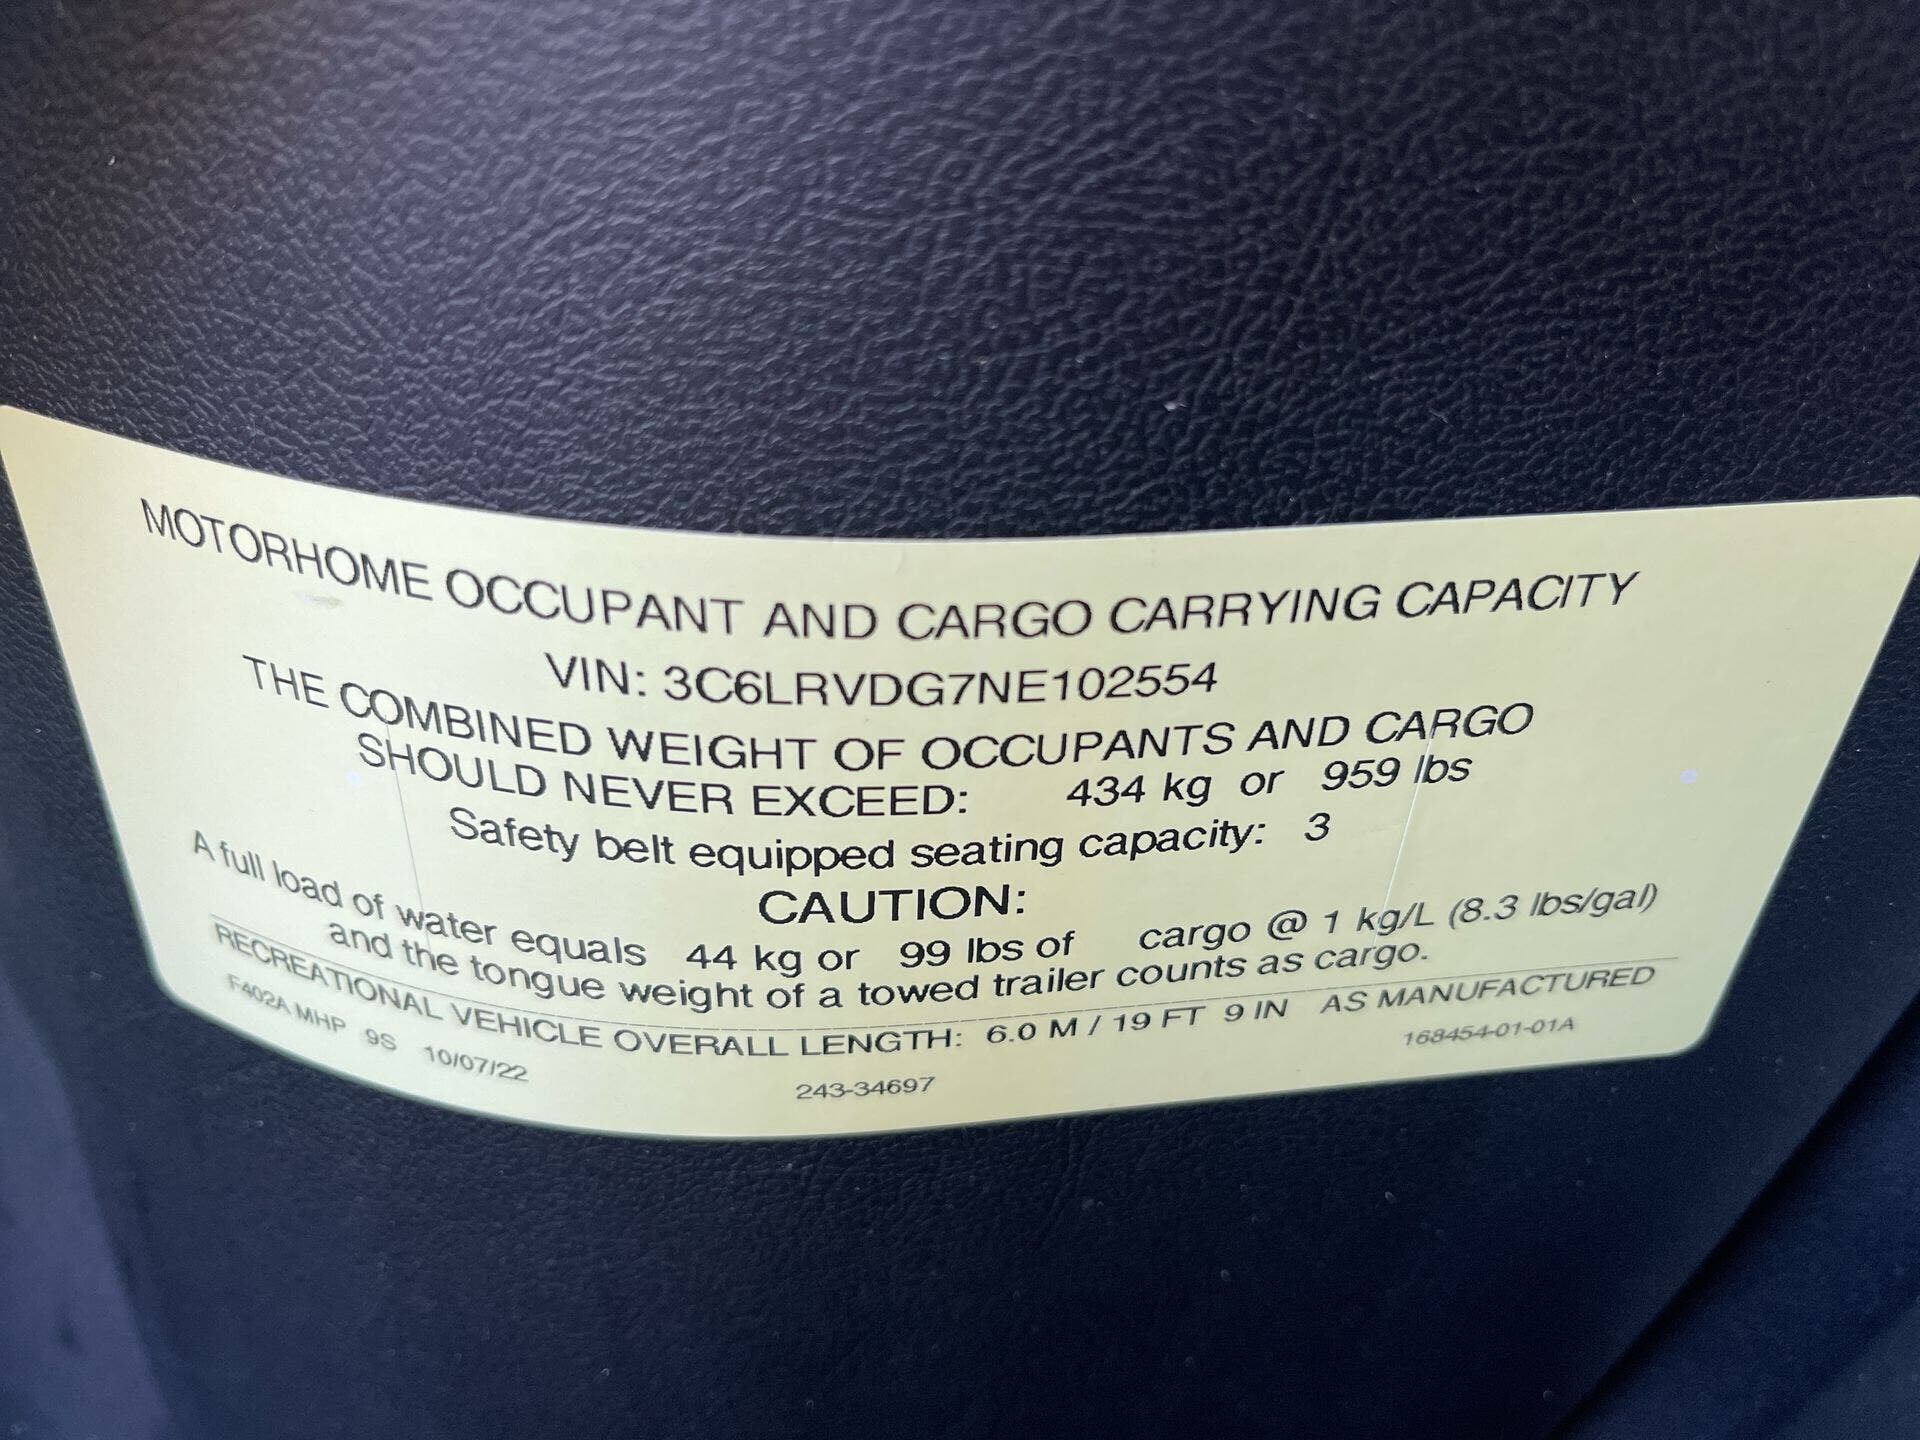 MOTORHOME OCCUPANT AND CARGO CARRYING CAPACITY
VIN: 3C6LRVDG7NE102554
THE COMBINED WEIGHT OF OCCUPANTS AND CARGO
SHOULD NEVER EXCEED: 434 kg or 959 lbs
Safety belt equipped seating capacity: 3
CAUTION:
A full load of water equals 44 kg or 99 lbs of cargo @ 1 kg/L (8.3 lbs/gal)
and the tongue weight of a towed trailer counts as cargo.
RECREATIONAL VEHICLE OVERALL LENGTH: 6.0 M / 19 FT 9 IN AS MANUFACTURED
F402A MHP 9S 10/07/22 243-34697 168454-01-01A